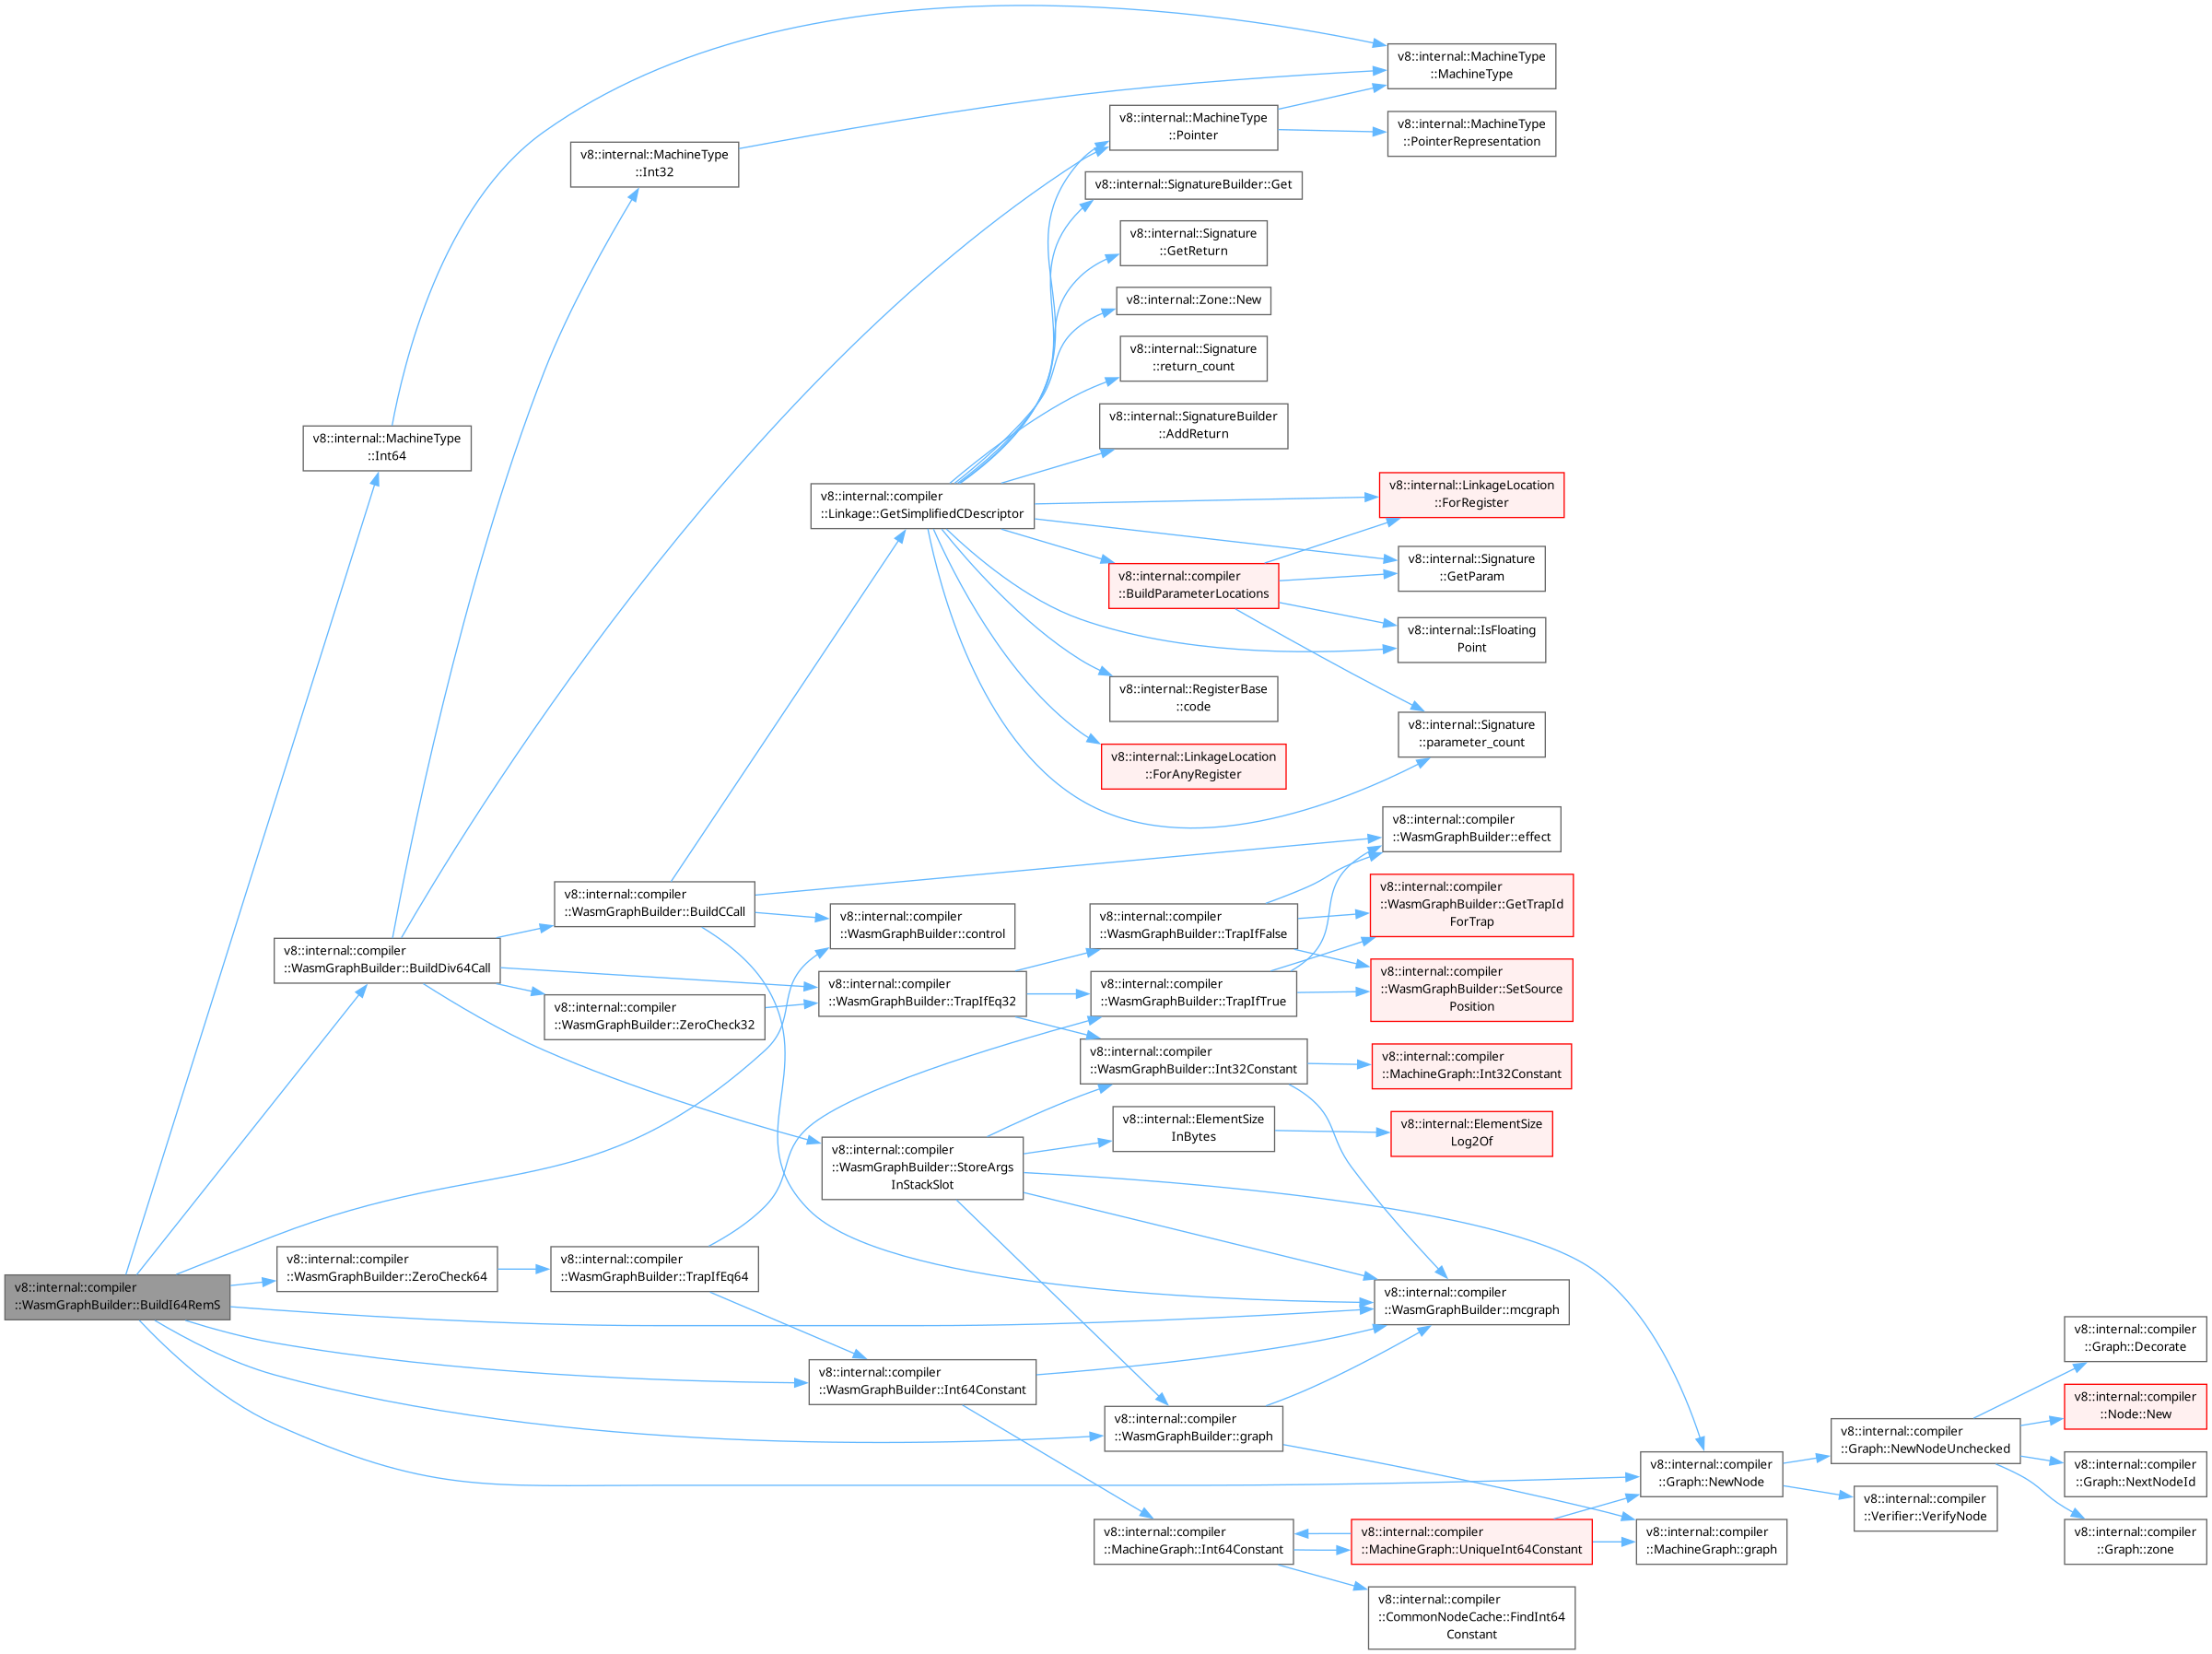 v8::internal::MachineType
::MachineType
v8::internal::MachineType
::Pointer
v8::internal::MachineType
::PointerRepresentation
v8::internal::MachineType
::Int32
v8::internal::SignatureBuilder::Get
v8::internal::Signature
::GetReturn
v8::internal::Zone::New
v8::internal::Signature
::return_count
v8::internal::SignatureBuilder
::AddReturn
v8::internal::MachineType
::Int64
v8::internal::compiler
::Linkage::GetSimplifiedCDescriptor
v8::internal::LinkageLocation
::ForRegister
v8::internal::Signature
::GetParam
v8::internal::compiler
::BuildParameterLocations
v8::internal::IsFloating
Point
v8::internal::RegisterBase
::code
v8::internal::Signature
::parameter_count
v8::internal::LinkageLocation
::ForAnyRegister
v8::internal::compiler
::WasmGraphBuilder::effect
v8::internal::compiler
::WasmGraphBuilder::BuildCCall
v8::internal::compiler
::WasmGraphBuilder::control
v8::internal::compiler
::WasmGraphBuilder::TrapIfFalse
v8::internal::compiler
::WasmGraphBuilder::GetTrapId
ForTrap
v8::internal::compiler
::WasmGraphBuilder::BuildDiv64Call
v8::internal::compiler
::WasmGraphBuilder::ZeroCheck32
v8::internal::compiler
::WasmGraphBuilder::TrapIfEq32
v8::internal::compiler
::WasmGraphBuilder::TrapIfTrue
v8::internal::compiler
::WasmGraphBuilder::SetSource
Position
v8::internal::compiler
::WasmGraphBuilder::Int32Constant
v8::internal::compiler
::MachineGraph::Int32Constant
v8::internal::ElementSize
InBytes
v8::internal::ElementSize
Log2Of
v8::internal::compiler
::WasmGraphBuilder::StoreArgs
InStackSlot
v8::internal::compiler
::WasmGraphBuilder::BuildI64RemS
v8::internal::compiler
::WasmGraphBuilder::ZeroCheck64
v8::internal::compiler
::WasmGraphBuilder::TrapIfEq64
v8::internal::compiler
::WasmGraphBuilder::mcgraph
v8::internal::compiler
::WasmGraphBuilder::Int64Constant
v8::internal::compiler
::WasmGraphBuilder::graph
v8::internal::compiler
::Graph::Decorate
v8::internal::compiler
::Node::New
v8::internal::compiler
::Graph::NewNodeUnchecked
v8::internal::compiler
::Graph::NewNode
v8::internal::compiler
::Graph::NextNodeId
v8::internal::compiler
::Verifier::VerifyNode
v8::internal::compiler
::Graph::zone
v8::internal::compiler
::MachineGraph::Int64Constant
v8::internal::compiler
::MachineGraph::UniqueInt64Constant
v8::internal::compiler
::MachineGraph::graph
v8::internal::compiler
::CommonNodeCache::FindInt64
Constant